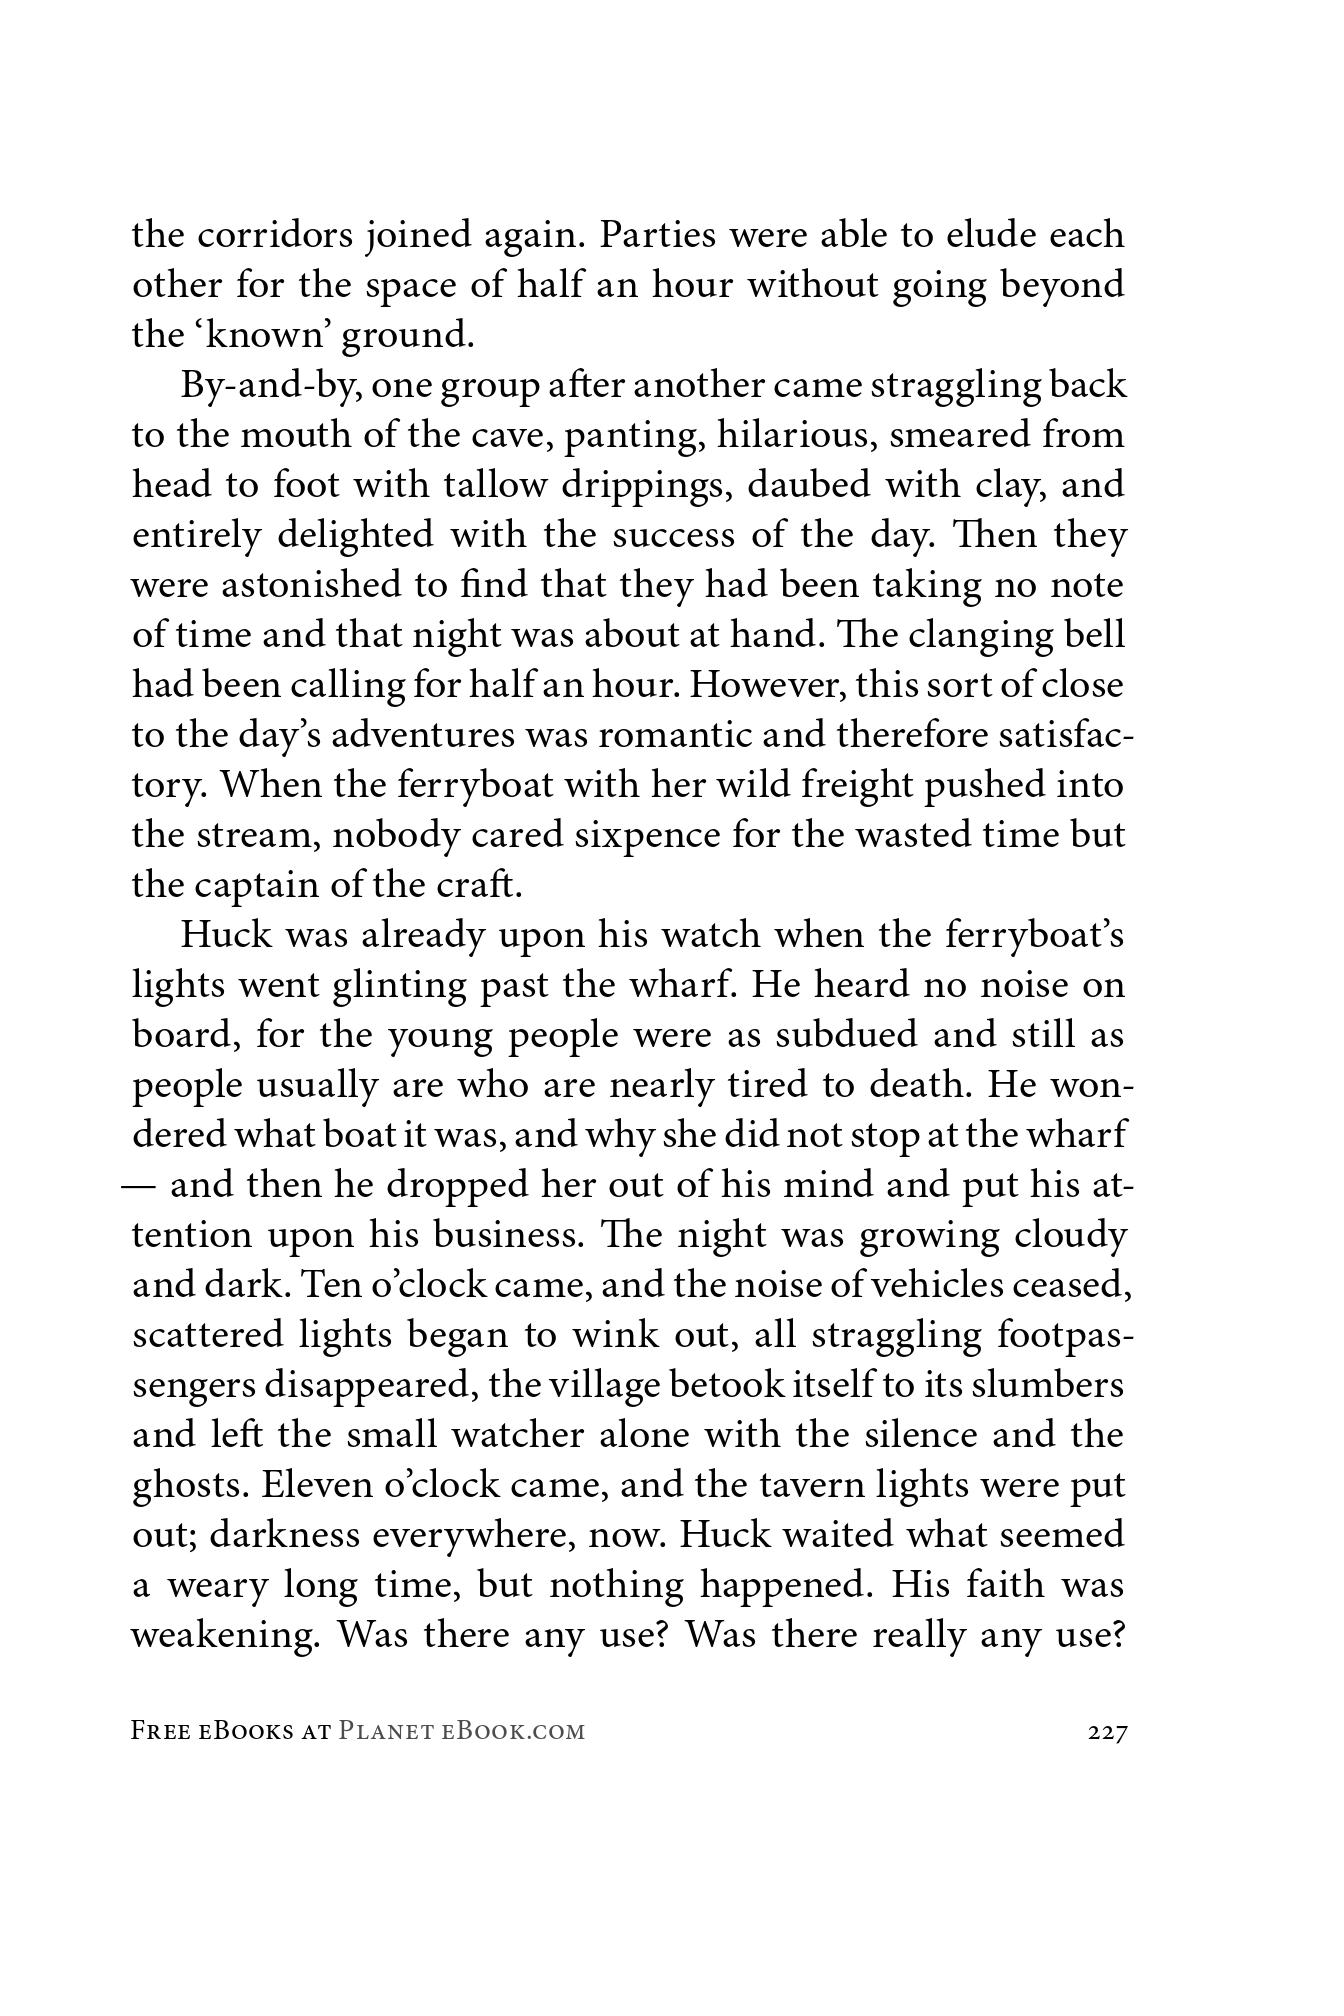 the corridors joined again. Parties were able to elude each
other for the space of half an hour without going beyond
the ‘known’ ground.
By-and-by, one group after another came straggling back
to the mouth of the cave, panting, hilarious, smeared from
head to foot with tallow drippings, daubed with clay, and
entirely delighted with the success of the day. Then they
were astonished to find that they had been taking no note
of time and that night was about at hand. The clanging bell
had been calling for half an hour. However, this sort of close
to the day’s adventures was romantic and therefore satisfac-
tory. When the ferryboat with her wild freight pushed into
the stream, nobody cared sixpence for the wasted time but
the captain of the craft.
Huck was already upon his watch when the ferryboat’s
lights went glinting past the wharf. He heard no noise on
board, for the young people were as subdued and still as
people usually are who are nearly tired to death. He won-
dered what boat it was, and why she did not stop at the wharf
— and then he dropped her out of his mind and put his at-
tention upon his business. The night was growing cloudy
and dark. Ten o’clock came, and the noise of vehicles ceased,
scattered lights began to wink out, all straggling footpas-
sengers disappeared, the village betook itself to its slumbers
and left the small watcher alone with the silence and the
ghosts. Eleven o’clock came, and the tavern lights were put
out; darkness everywhere, now. Huck waited what seemed
a weary long time, but nothing happened. His faith was
weakening. Was there any use? Was there really any use?
Free eBooks at Planet eBook.com 227